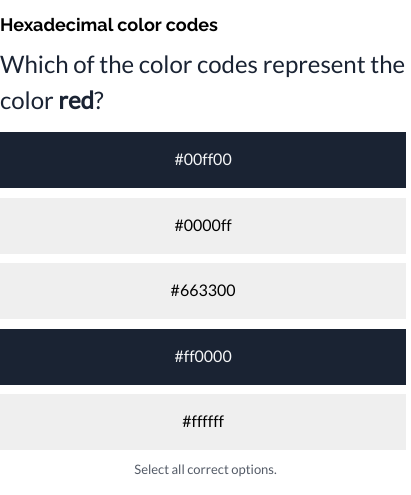 Hexadecimal color codes
Which of the color codes represent the
color red?
#00ff00
#0000ff
#663300
#ff0000
#ffffff
Select all correct options.